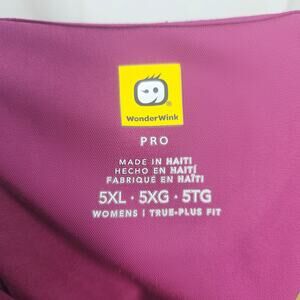 WonderWink
PRO
MADE IN HAITI
HECHO EN HAITÍ
FABRIQUÉ EN HAÏTI
5XL · 5XG · 5TG
WOMENS | TRUE-PLUS FIT